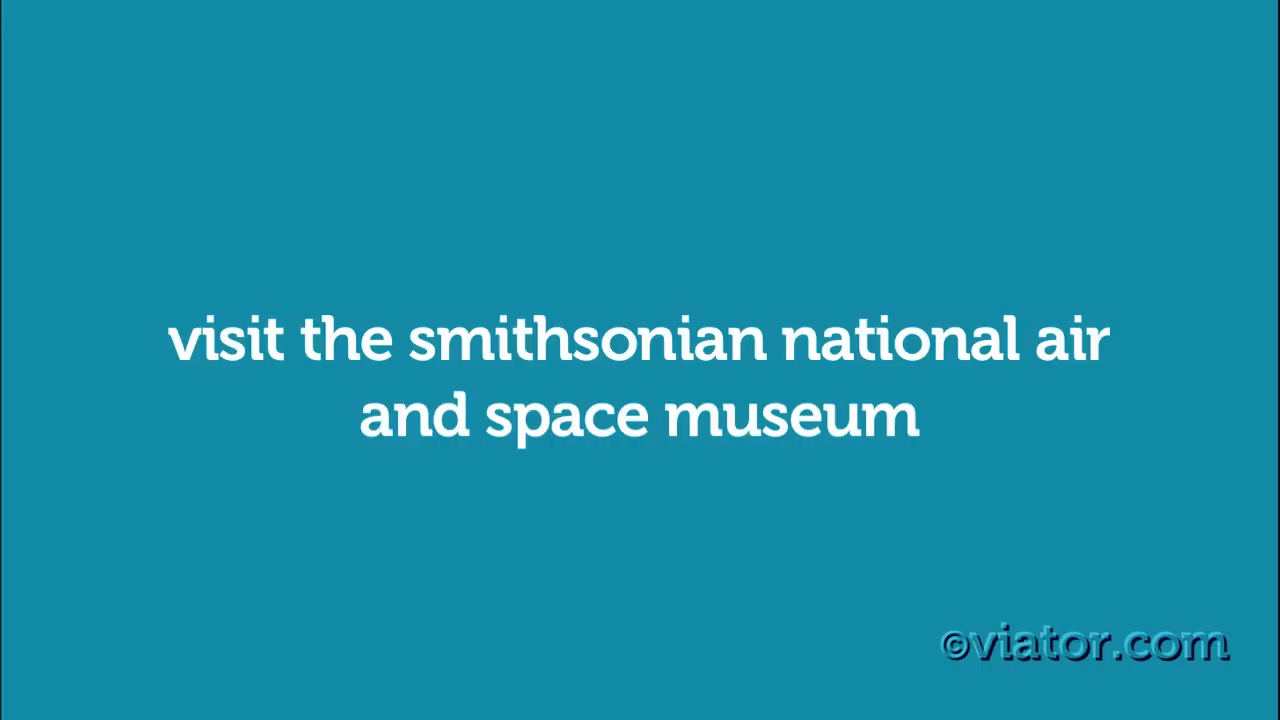 visit the smithsonian national air
and space museum
©viator.com